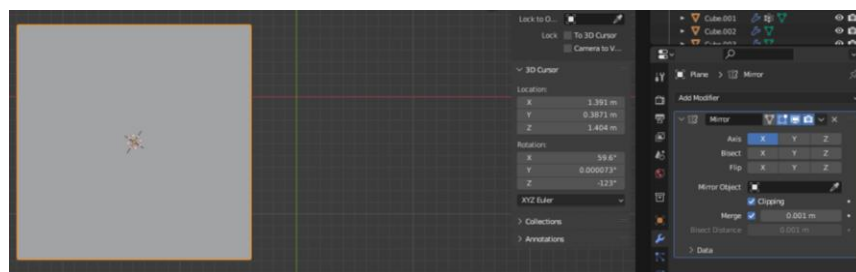 Lock to O...
Lock To 3D Cursor
Camera to V...
3D Cursor
Location:
X 1.391 m
Y 0.3871 m
Z 1.404 m
Rotation:
X 59.6°
Y 0.000073°
Z -123°
XYZ Euler
Collections
Annotations
Cube.001
Cube.002
Cube.003
Plane > Mirror
Add Modifier
Mirror
Axis X Y Z
Bisect X Y Z
Flip X Y Z
Mirror Object
Clipping
Merge 0.001 m
Bisect Distance 0.001 m
Data